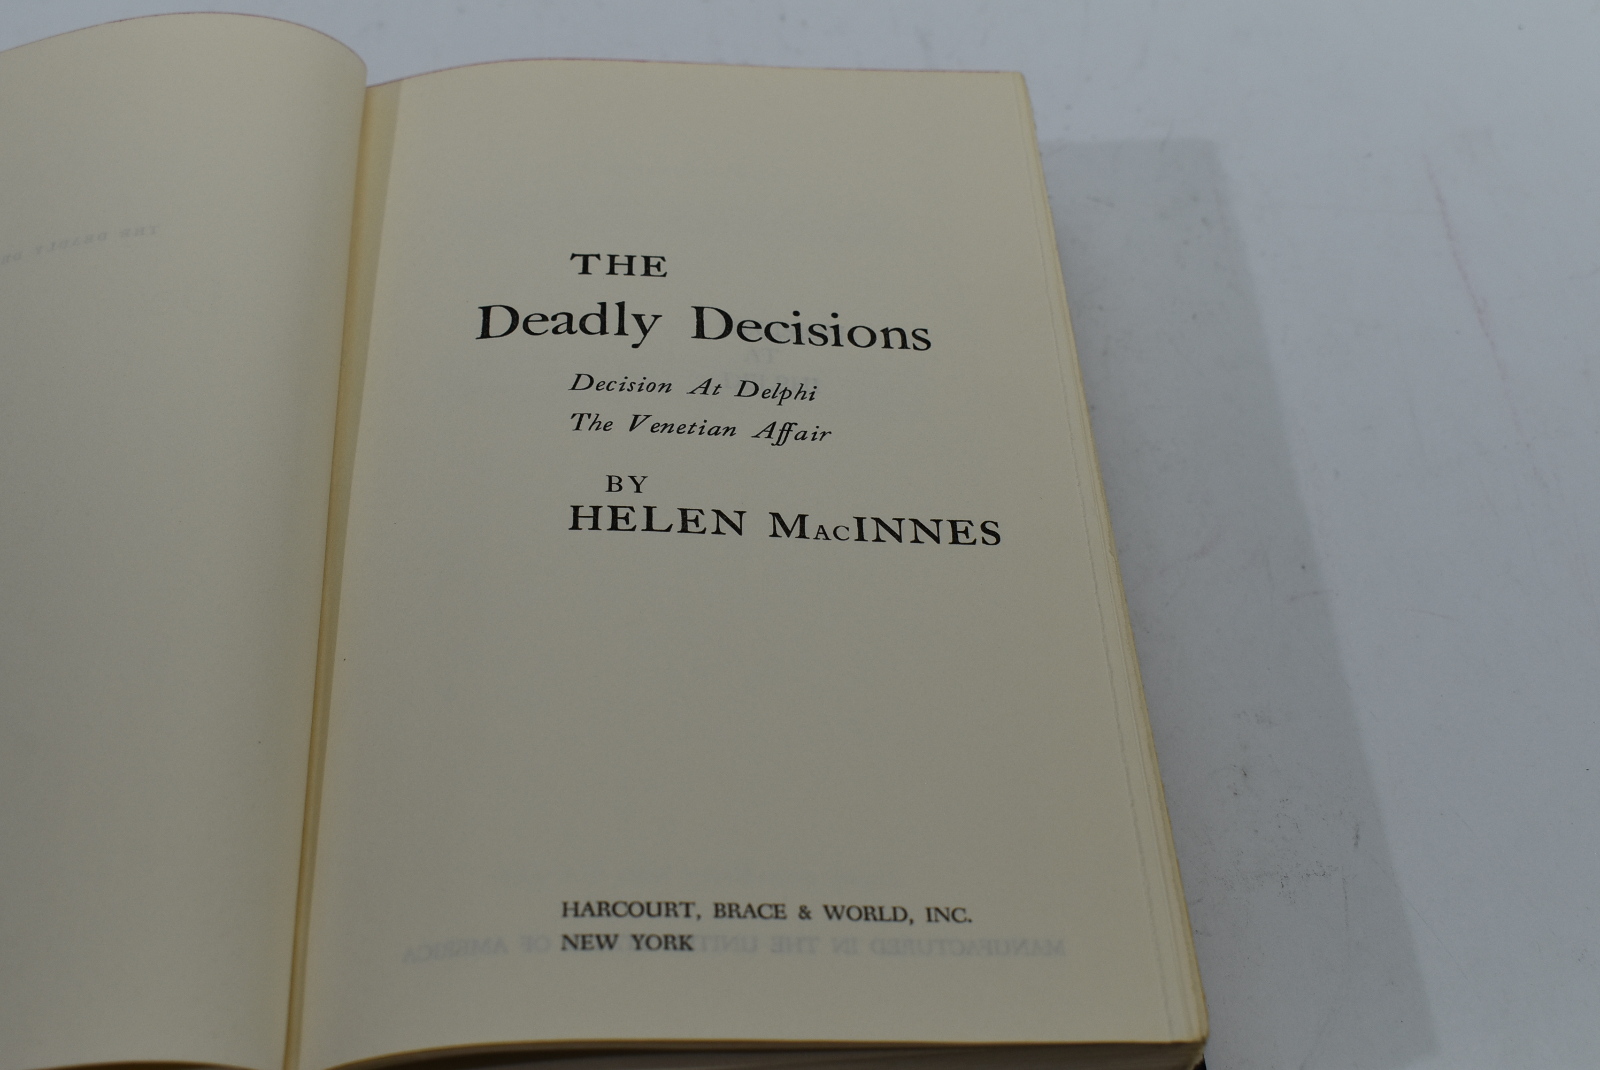 THE
Deadly Decisions
Decision At Delphi
The Venetian Affair
BY
HELEN MacINNES
HARCOURT, BRACE & WORLD, INC.
NEW YORK